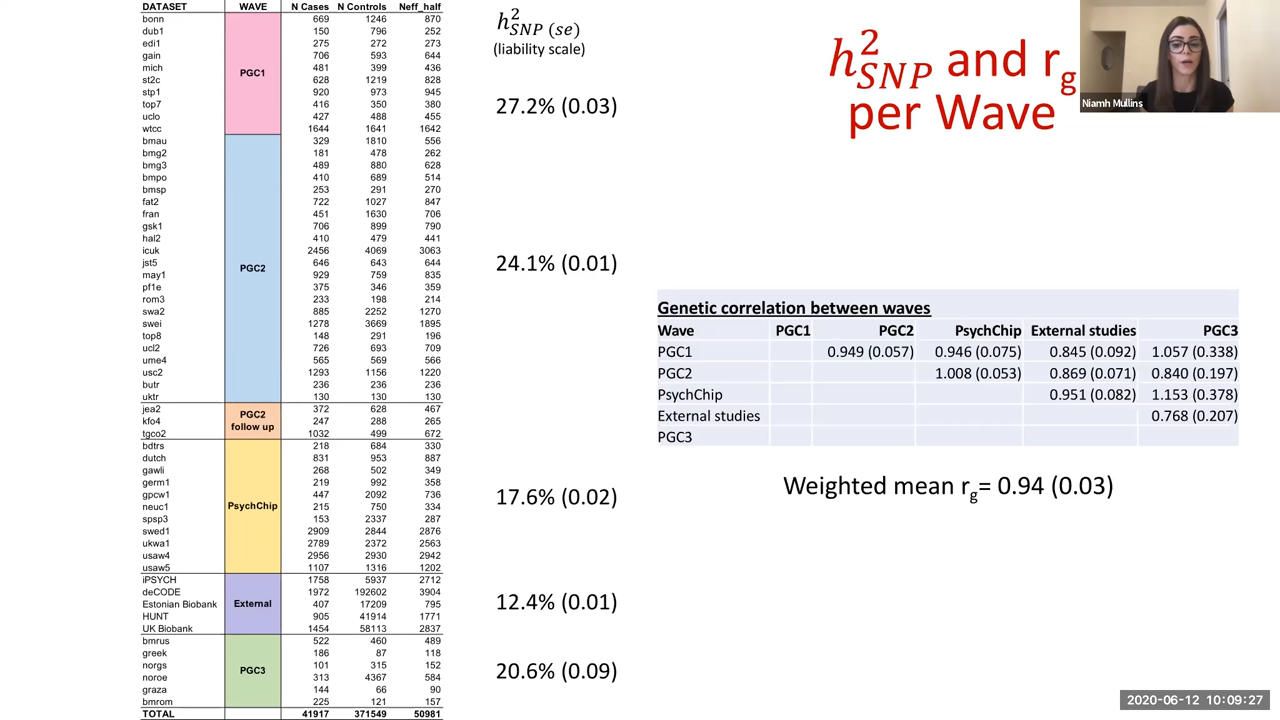 DATASET WAVE N Cases N Controls Neff_half
bonn 669 1246 870
dub1 150 796 252
edi1 275 272 273
gain 706 593 644
mich 481 399 436
PGC1
st2c 628 1219 828
stp1 920 973 945
top7 416 350 380
uclo 427 488 455
wtcc 1644 1641 1642
bmau 329 1810 556
bmg2 181 478 262
bmg3 489 880 628
bmpo 410 689 514
bmsp 253 291 270
fat2 722 1027 847
fran 451 1630 706
gsk1 706 899 790
hal2 410 479 441
icuk 2456 4069 3063
jst5 646 643 644
PGC2
may1 929 759 835
pf1e 375 346 359
rom3 233 198 214
swa2 885 2252 1270
swei 1278 3669 1895
top8 148 291 196
ucl2 726 693 709
ume4 565 569 566
usc2 1293 1156 1220
butr 236 236 236
uktr 130 130 130
jea2 372 628 467
PGC2
kfo4 247 288 265
follow up
tgco2 1032 499 672
bdtrs 218 684 330
dutch 831 953 887
gawli 268 502 349
germ1 219 992 358
gpcw1 447 2092 736
PsychChip
neuc1 215 750 334
spsp3 153 2337 287
swed1 2909 2844 2876
ukwa1 2789 2372 2563
usaw4 2956 2930 2942
usaw5 1107 1316 1202
iPSYCH 1758 5937 2712
deCODE 1972 192602 3904
Estonian Biobank External 407 17209 795
HUNT 905 41914 1771
UK Biobank 1454 58113 2837
bmrus 522 460 489
greek 186 87 118
norgs 101 315 152
PGC3
noroe 313 4367 584
graza 144 66 90
bmrom 225 121 157
TOTAL 41917 371549 50981
h²SNP (se)
(liability scale)
27.2% (0.03)
24.1% (0.01)
17.6% (0.02)
12.4% (0.01)
20.6% (0.09)
h²SNP and rg
per Wave
Niamh Mullins
Genetic correlation between waves
Wave PGC1 PGC2 PsychChip External studies PGC3
PGC1 0.949 (0.057) 0.946 (0.075) 0.845 (0.092) 1.057 (0.338)
PGC2 1.008 (0.053) 0.869 (0.071) 0.840 (0.197)
PsychChip 0.951 (0.082) 1.153 (0.378)
External studies 0.768 (0.207)
PGC3
Weighted mean rg= 0.94 (0.03)
2020-06-12 10:09:27